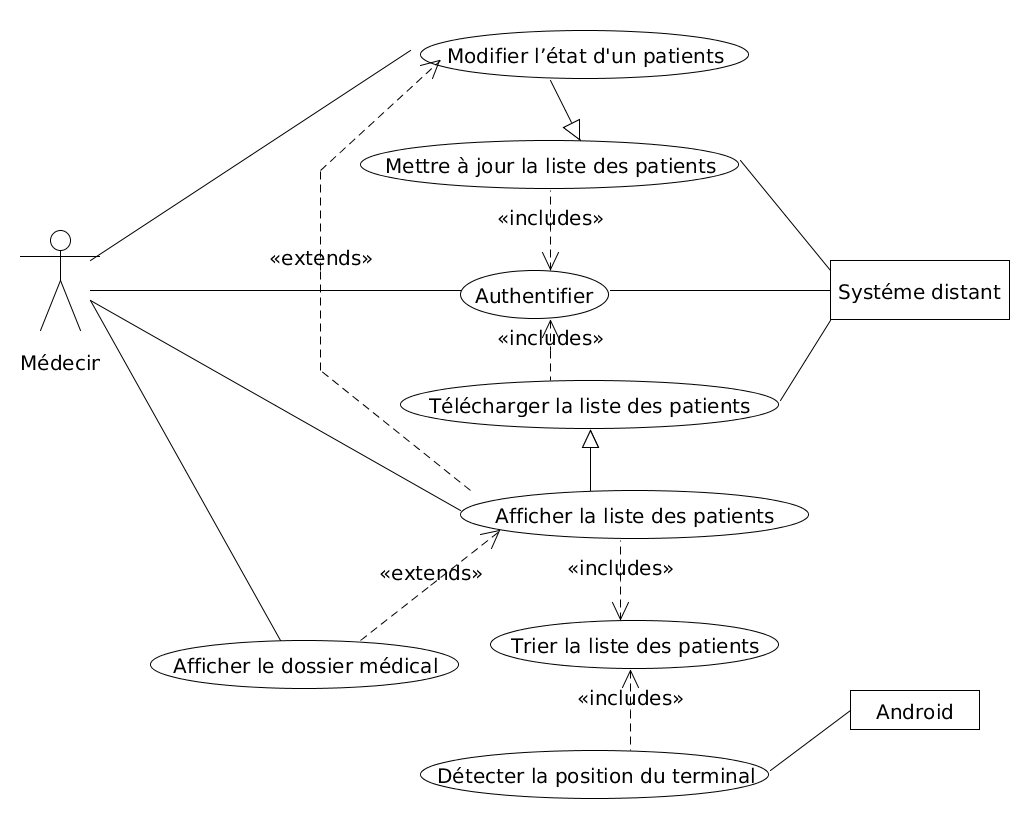 Modifier l’état d'un patients
Mettre à jour la liste des patients
«includes»
«extends»
Authentifier
Systéme distant
«includes»
Médecin
Télécharger la liste des patients
Afficher la liste des patients
«extends»
«includes»
Trier la liste des patients
Afficher le dossier médical
«includes»
Android
Détecter la position du terminal